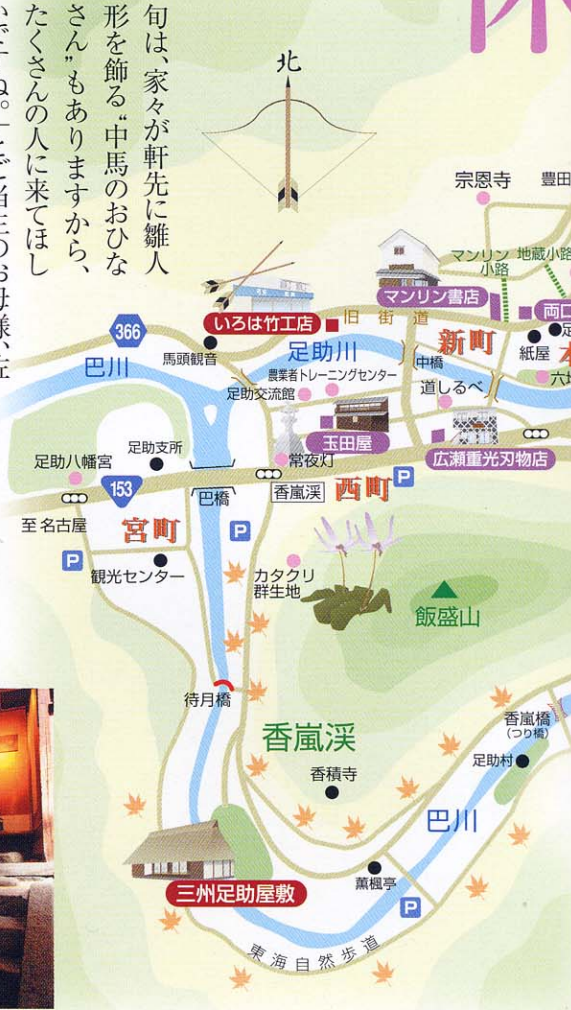 旬は、家々が軒先に雛人
形を飾る“中馬のおひな
さん”もありますから、
たくさんの人に来てほし
北
宗恩寺
豊田
マンリン
小路
地蔵小路
マンリン書店
両口
いろは竹工店
旧街道
新町
紙屋
366
巴川
馬頭観音
足助川
中橋
農業者トレーニングセンター
足助交流館
道しるべ
玉田屋
広瀬重光刃物店
足助八幡宮
足助支所
常夜灯
153
巴橋
香嵐渓
西町
P
至 名古屋
宮町
P
P
観光センター
カタクリ
群生地
飯盛山
待月橋
香嵐渓
香嵐橋
(つり橋)
足助村
香積寺
巴川
薫楓亭
三州足助屋敷
P
東海自然歩道